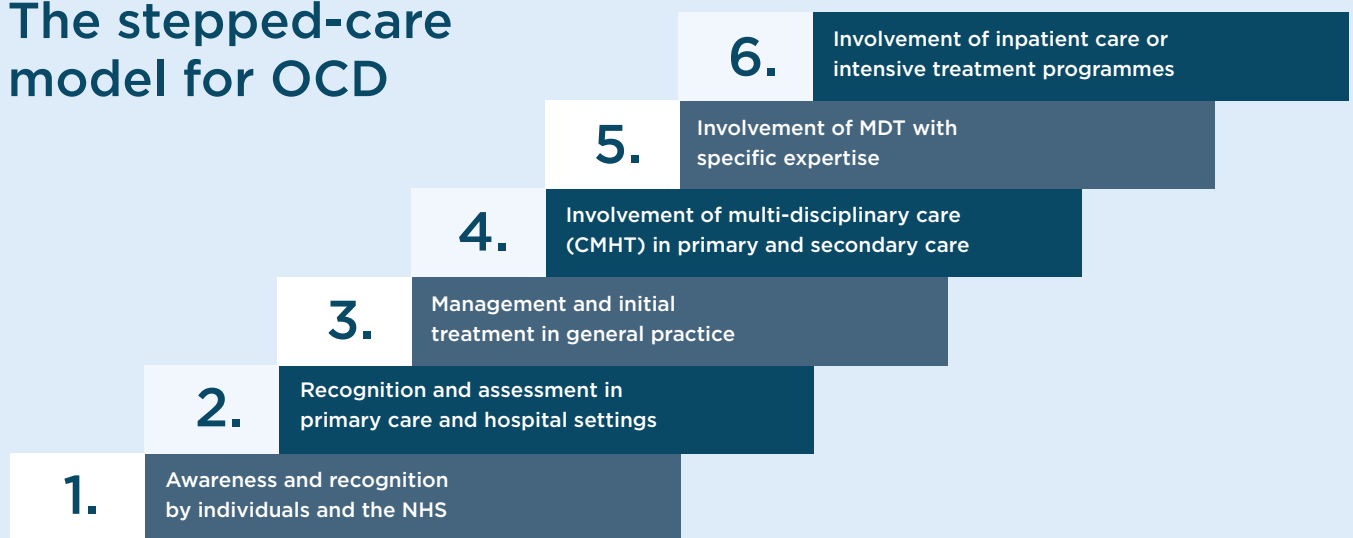 The stepped-care
model for OCD
6.
Involvement of inpatient care or
intensive treatment programmes
5.
Involvement of MDT with
specific expertise
4.
Involvement of multi-disciplinary care
(CMHT) in primary and secondary care
3.
Management and initial
treatment in general practice
2.
Recognition and assessment in
primary care and hospital settings
1.
Awareness and recognition
by individuals and the NHS